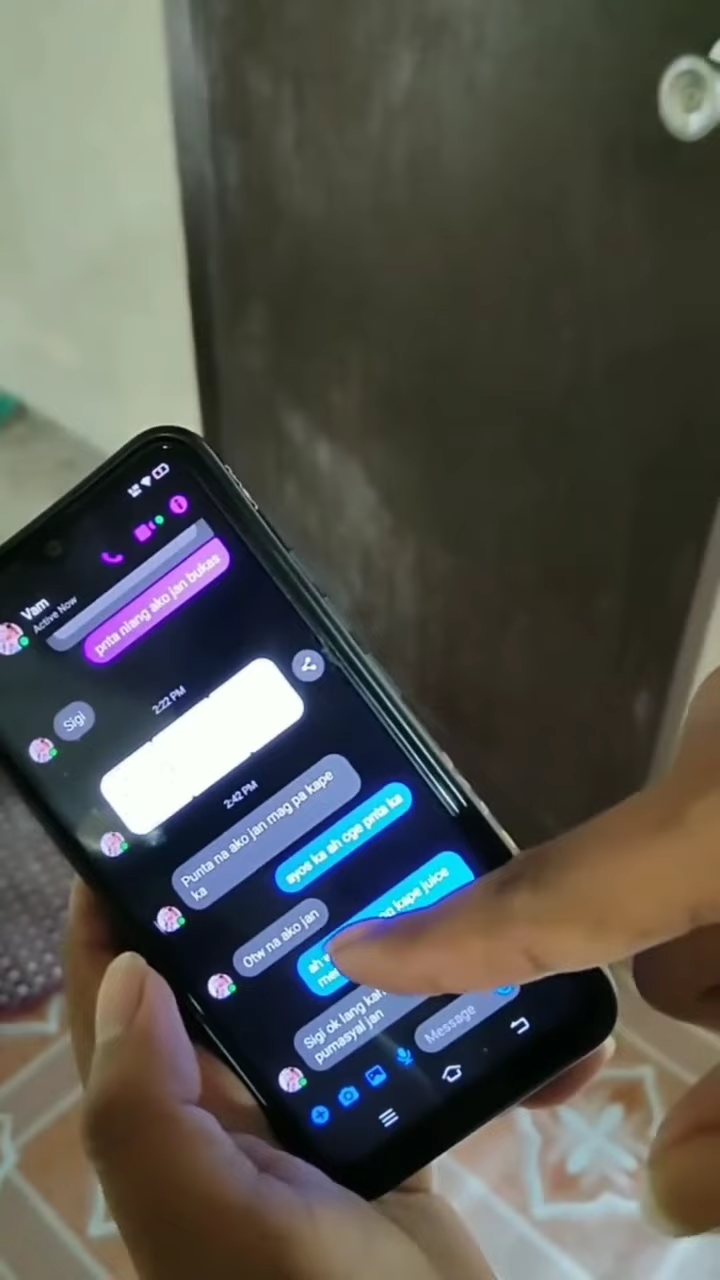 Vam
Active Now
pnta niang ako jan bukas
2:22 PM
Sigi
2:42 PM
Punta na ako jan mag pa kape
ka
ayos ka ah oge pnta ka
Otw na ako jan
kape juice
ah
Sigi ok lang
pumasyal jan
Message